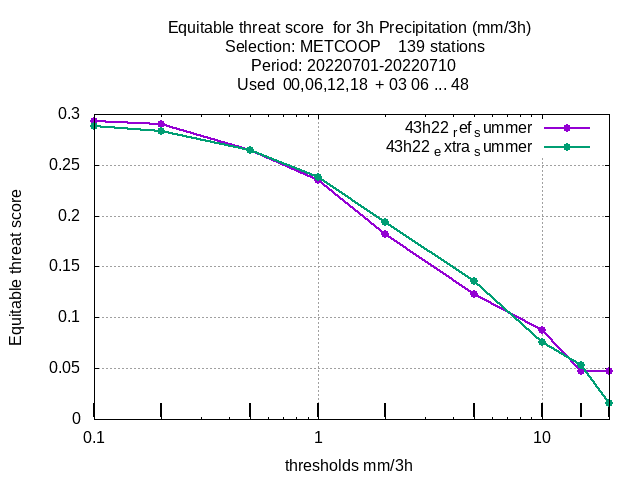 Equitable threat score  for 3h Precipitation (mm/3h)
Selection: METCOOP    139 stations
Period: 20220701-20220710
Used  00,06,12,18  + 03 06 ... 48
43h22 ref summer
43h22 extra summer
Equitable threat score
0.3
0.25
0.2
0.15
0.1
0.05
0
0.1 1 10
thresholds mm/3h